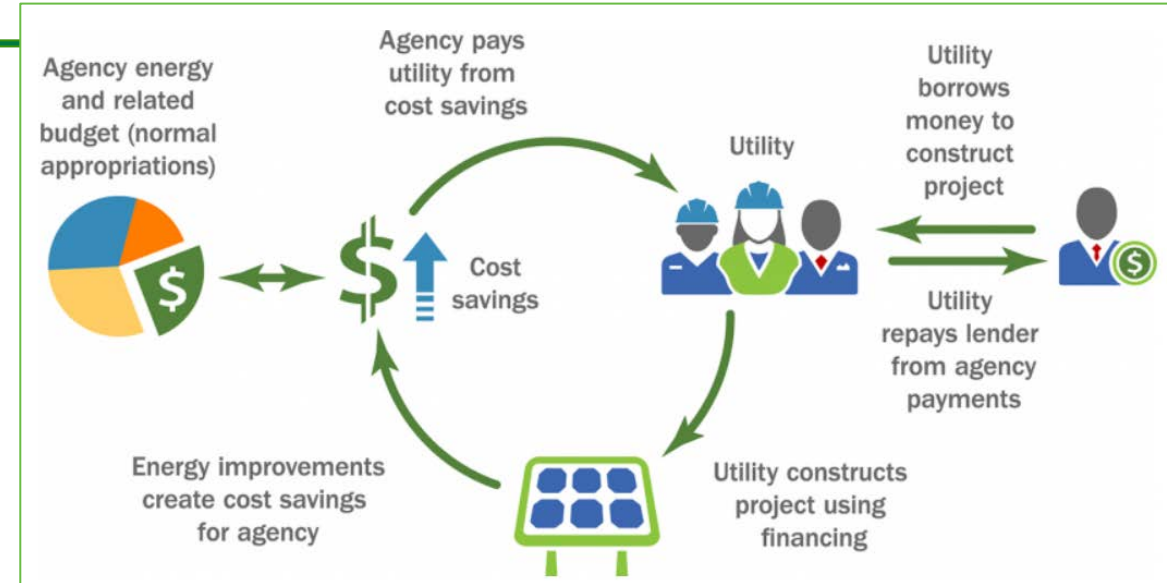 Agency energy
and related
budget (normal
appropriations)
$
Agency pays
utility from
cost savings
$
Cost
savings
Utility
Utility
borrows
money to
construct
project
$
Utility
repays lender
from agency
payments
Energy improvements
create cost savings
for agency
Utility constructs
project using
financing